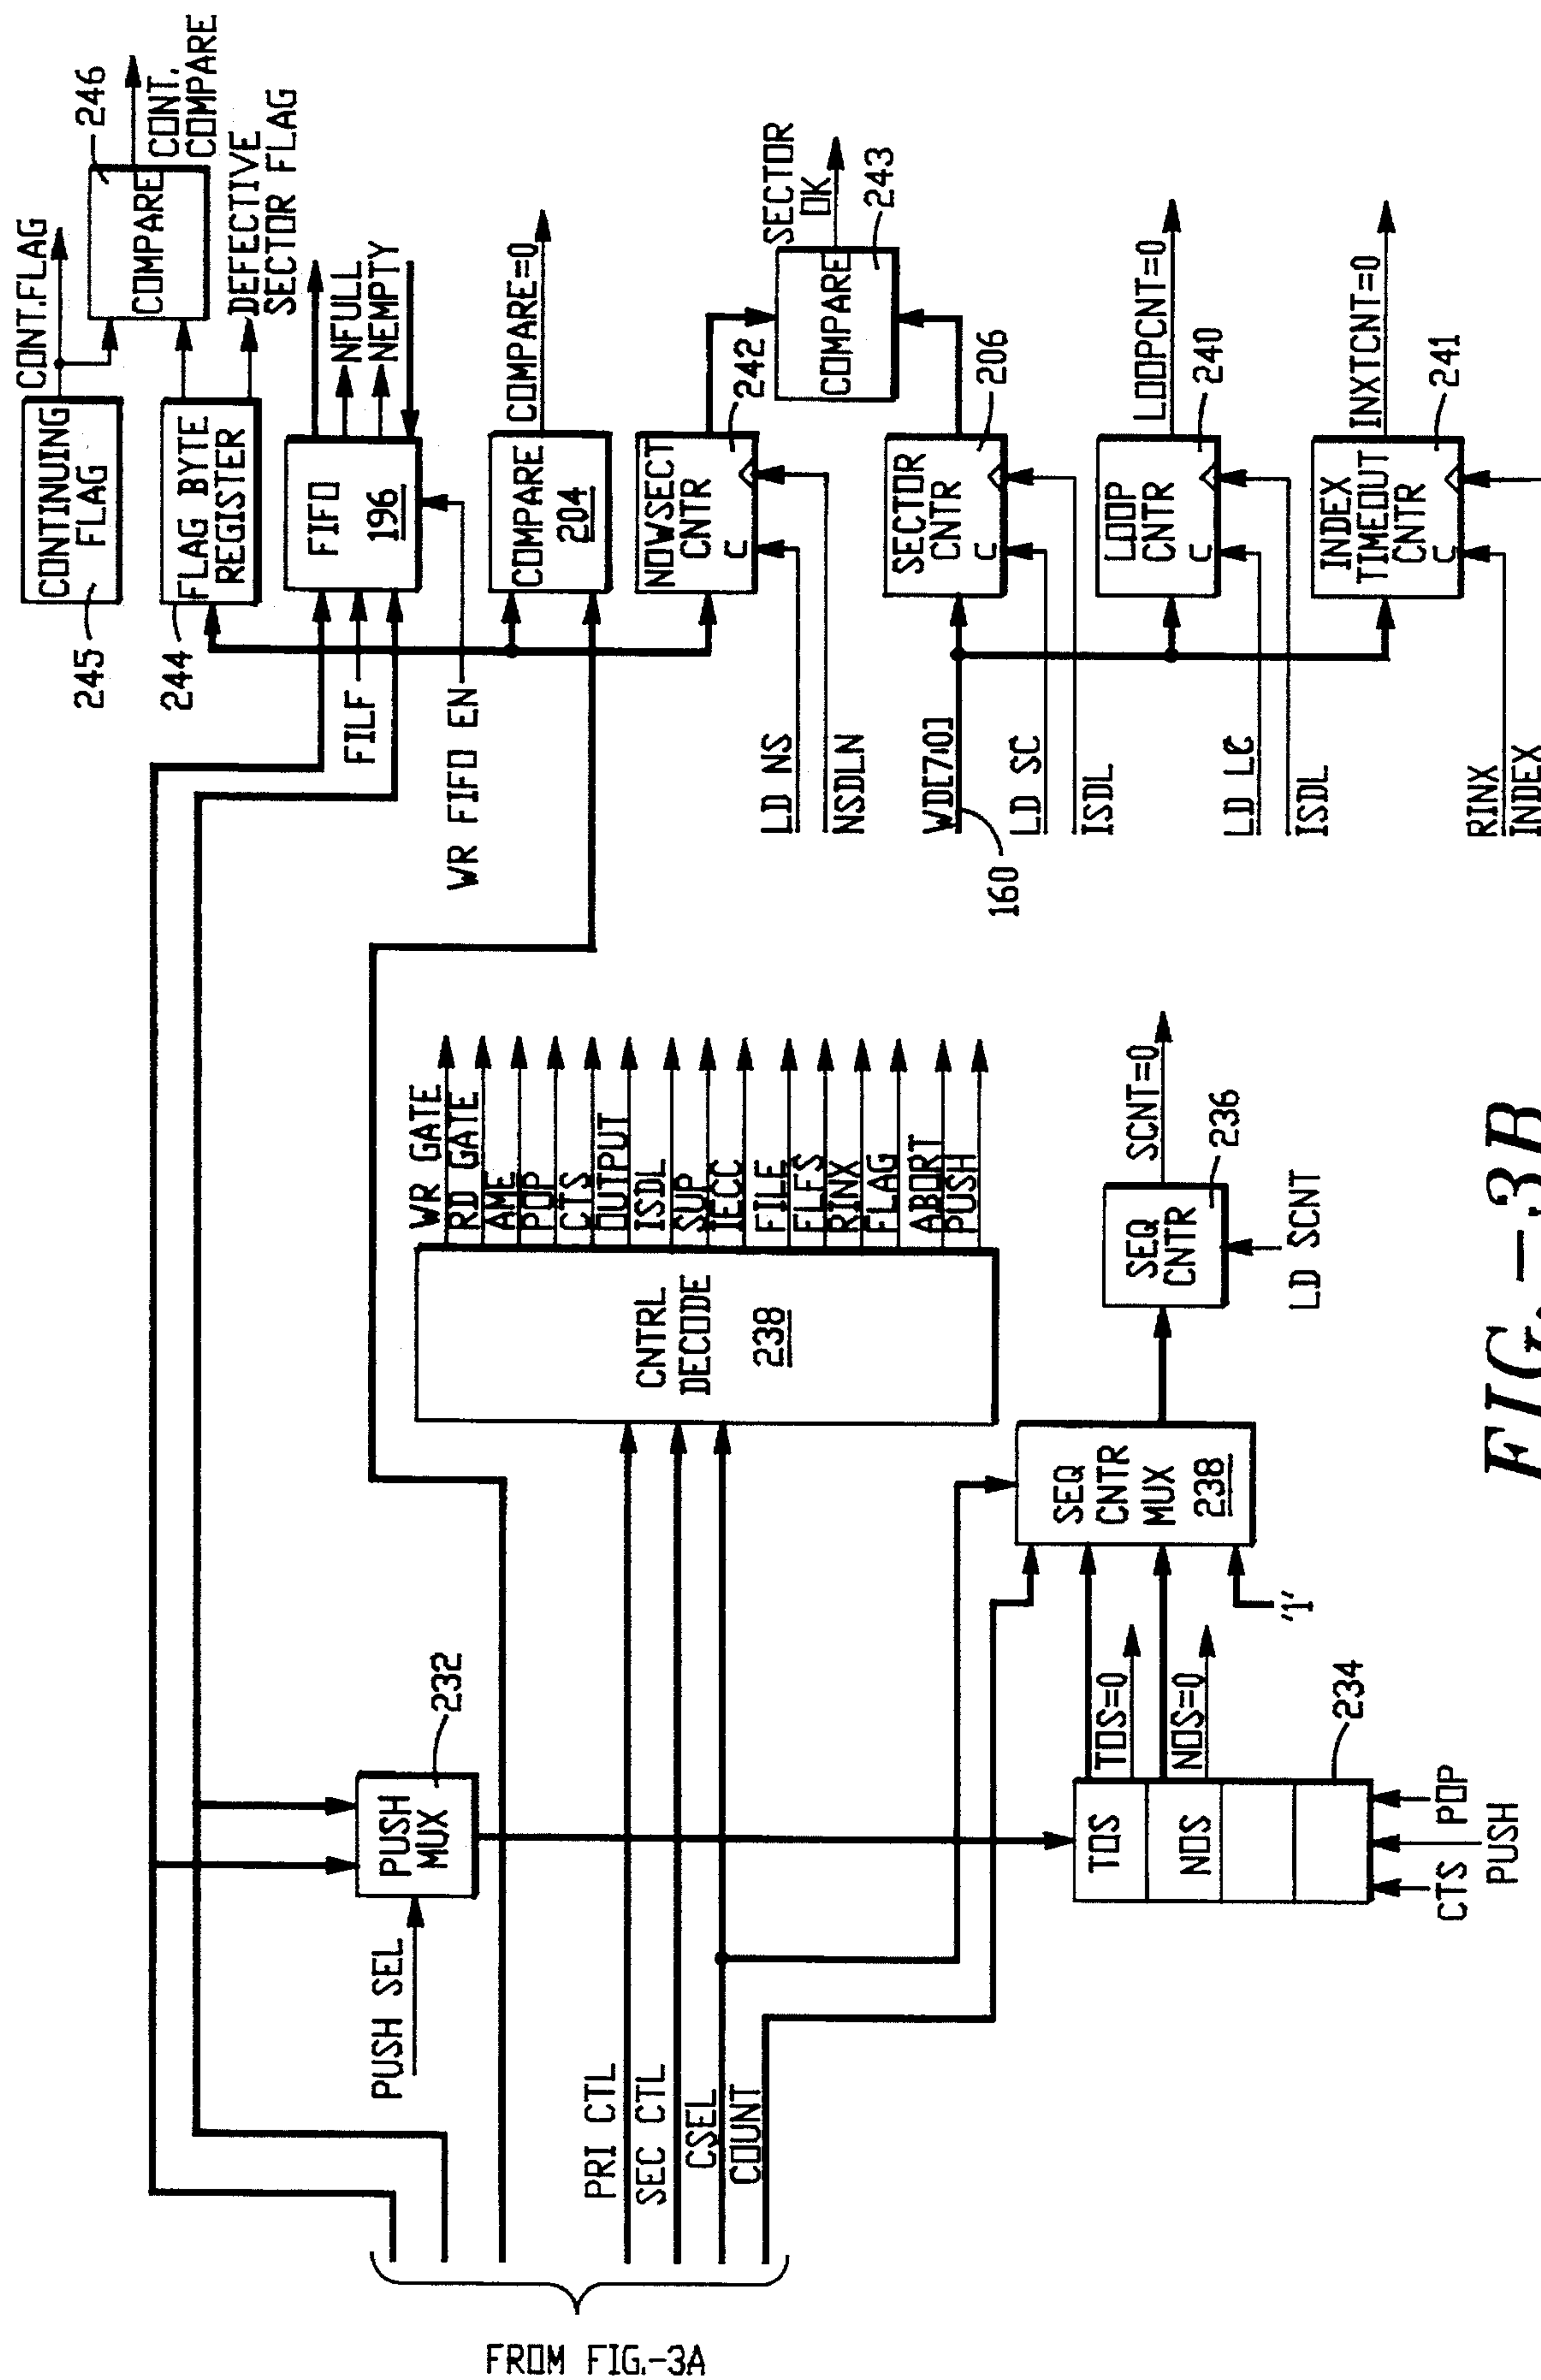 CONTINUING
FLAG
245
CONT.FLAG
COMPARE
246
CONT.
COMPARE
FLAG BYTE
REGISTER
244
DEFECTIVE
SECTOR FLAG
FIFO
196
NFULL
NEMPTY
FILF
WR FIFO EN
COMPARE
204
COMPARE=0
NOWSECT
CNTR
C
242
LD NS
NSDLN
COMPARE
243
SECTOR
OK
WD[7:0]
160
SECTOR
CNTR
C
206
LD SC
ISDL
LOOP
CNTR
C
240
LOOPCNT=0
LD LC
ISDL
INDEX
TIMEOUT
CNTR
C
241
INXTCNT=0
RINX
INDEX
PUSH SEL
PUSH
MUX
232
PRI CTL
SEC CTL
CSEL
COUNT
CNTRL
DECODE
238
WR GATE
RD GATE
AME
POP
CTS
OUTPUT
ISDL
SUP
IECC
FILE
FLFS
RINX
FLAG
ABORT
PUSH
TOS
NOS
TOS=0
NOS=0
234
CTS
PUSH
POP
SEQ
CNTR
MUX
238
'1'
SEQ
CNTR
236
SCNT=0
LD SCNT
FROM FIG.-3A
FIG.-3B